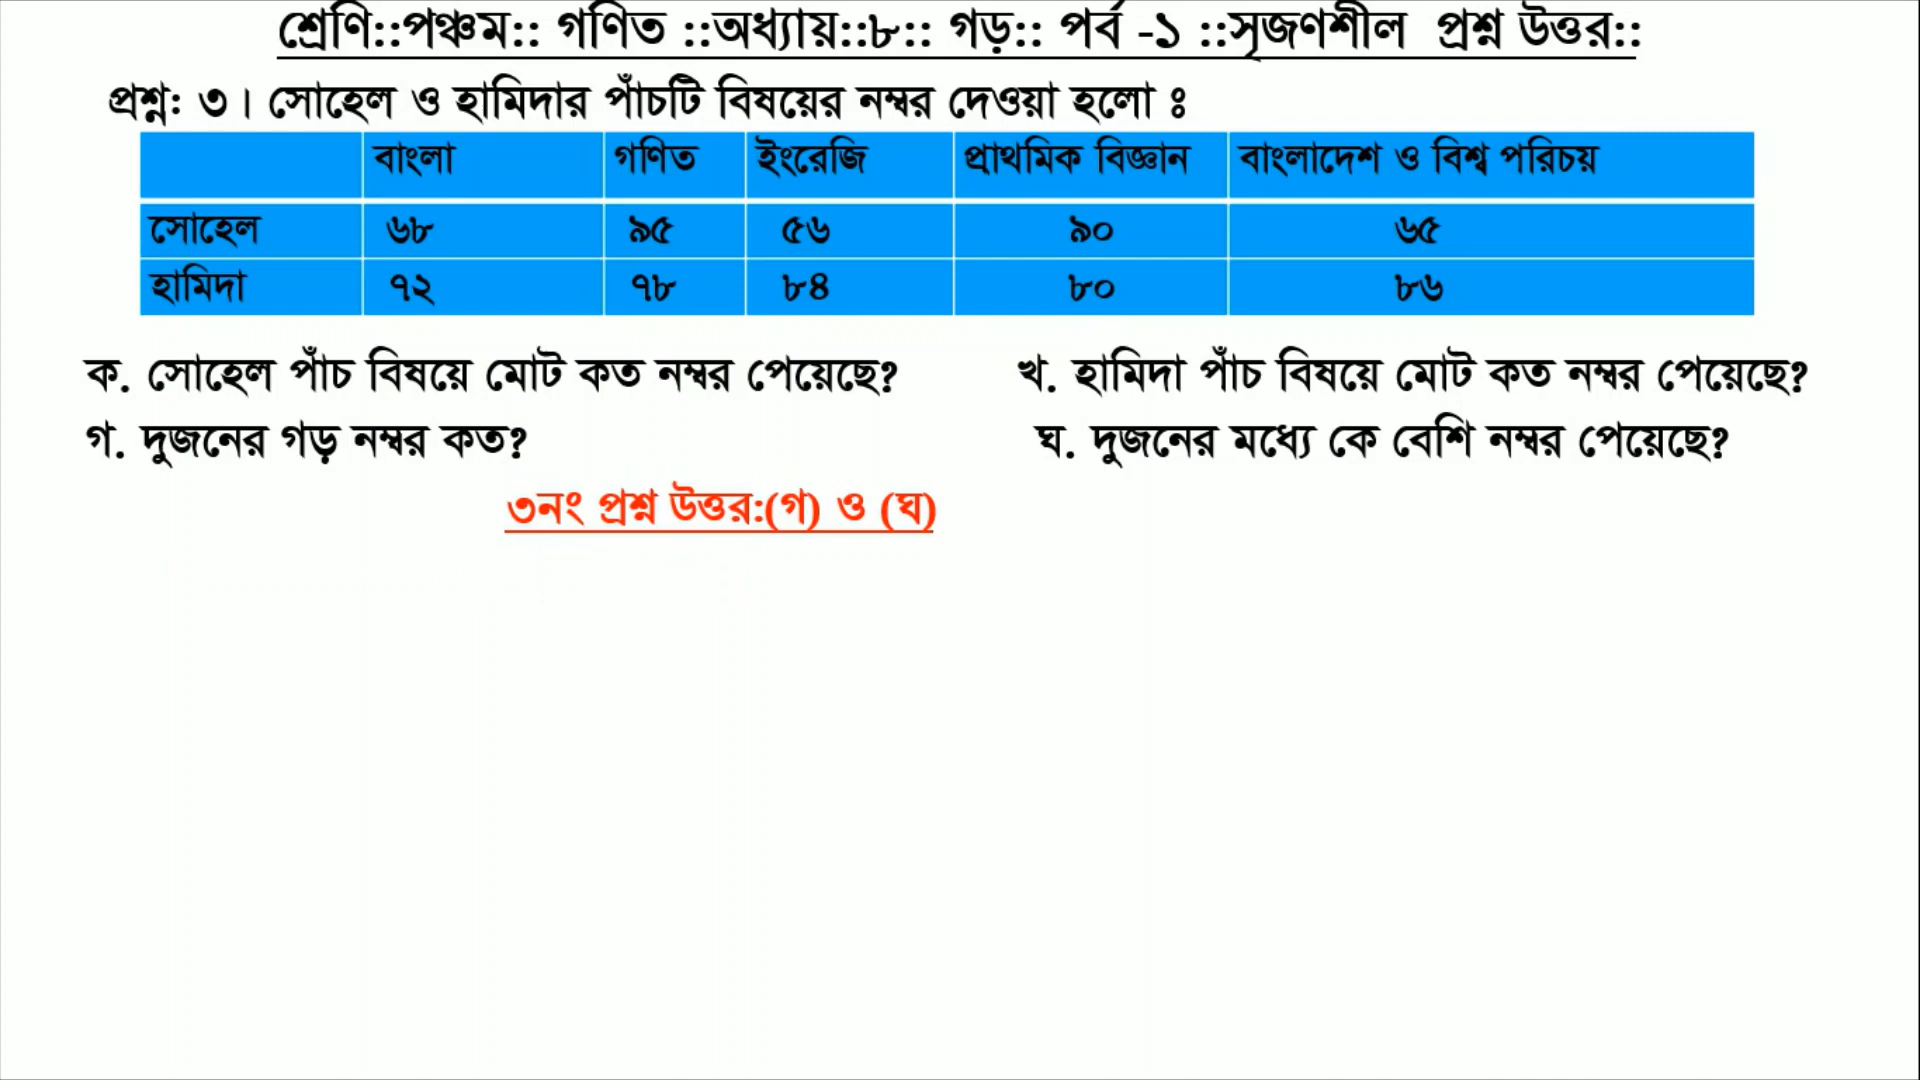 শ্রেণি::পঞ্চম:: গণিত ::অধ্যায়::৮:: গড়:: পর্ব -১ ::সৃজণশীল প্রশ্ন উত্তর::
প্রশ্ন: ৩। সোহেল ও হামিদার পাঁচটি বিষয়ের নম্বর দেওয়া হলো ঃ
বাংলা গণিত ইংরেজি প্রাথমিক বিজ্ঞান বাংলাদেশ ও বিশ্ব পরিচয়
সোহেল ৬৮ ৯৫ ৫৬ ৯০ ৬৫
হামিদা ৭২ ৭৮ ৮৪ ৮০ ৮৬
ক. সোহেল পাঁচ বিষয়ে মোট কত নম্বর পেয়েছে? খ. হামিদা পাঁচ বিষয়ে মোট কত নম্বর পেয়েছে?
গ. দুজনের গড় নম্বর কত? ঘ. দুজনের মধ্যে কে বেশি নম্বর পেয়েছে?
৩নং প্রশ্ন উত্তর:(গ) ও (ঘ)